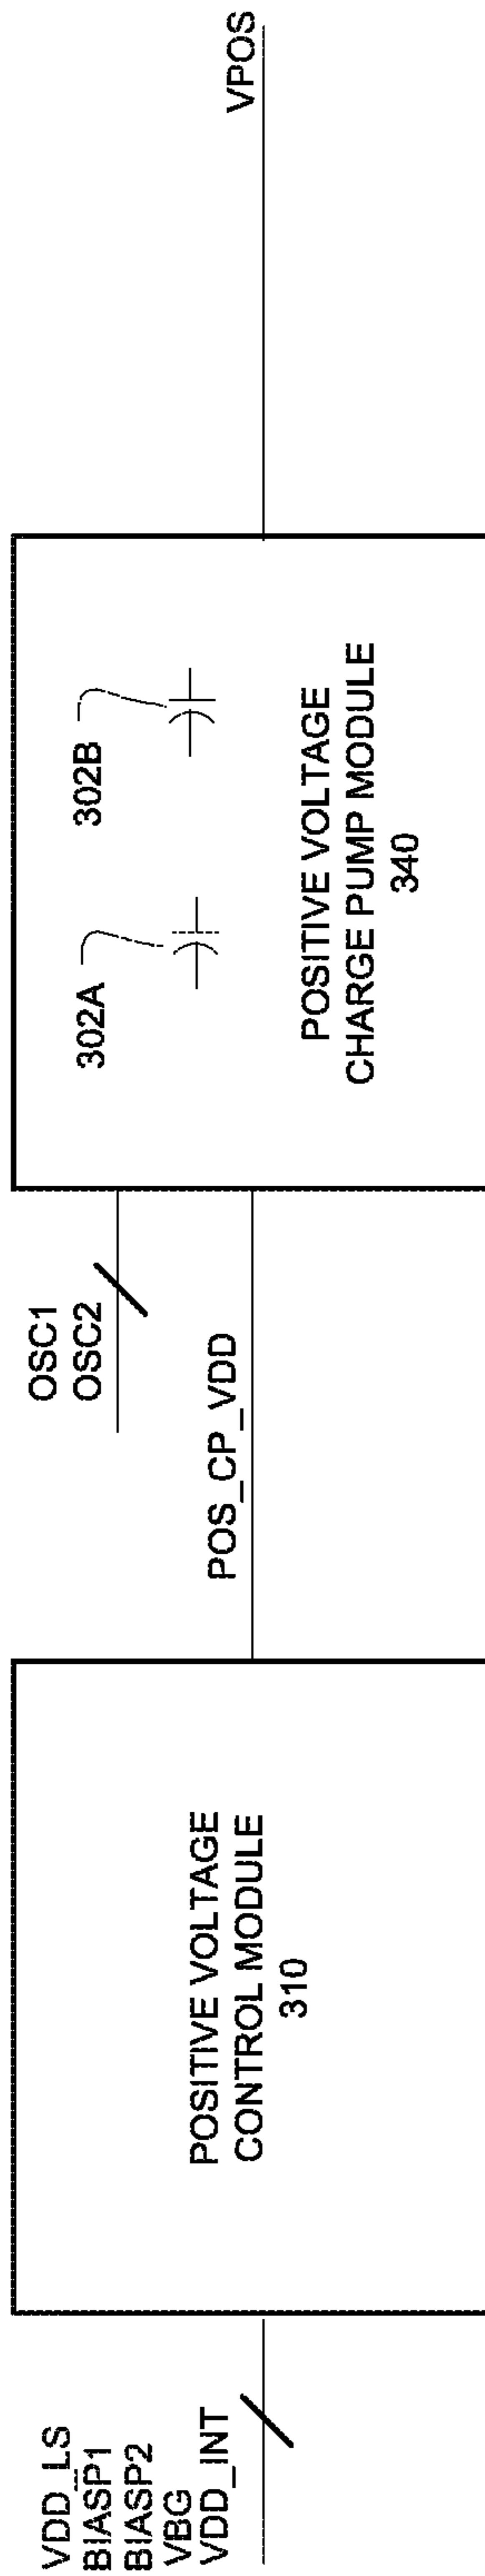 VDD_LS
BIASP1
BIASP2
VBG
VDD_INT
POSITIVE VOLTAGE
CONTROL MODULE
310
POS_CP_VDD
OSC1
OSC2
302A
302B
POSITIVE VOLTAGE
CHARGE PUMP MODULE
340
VPOS